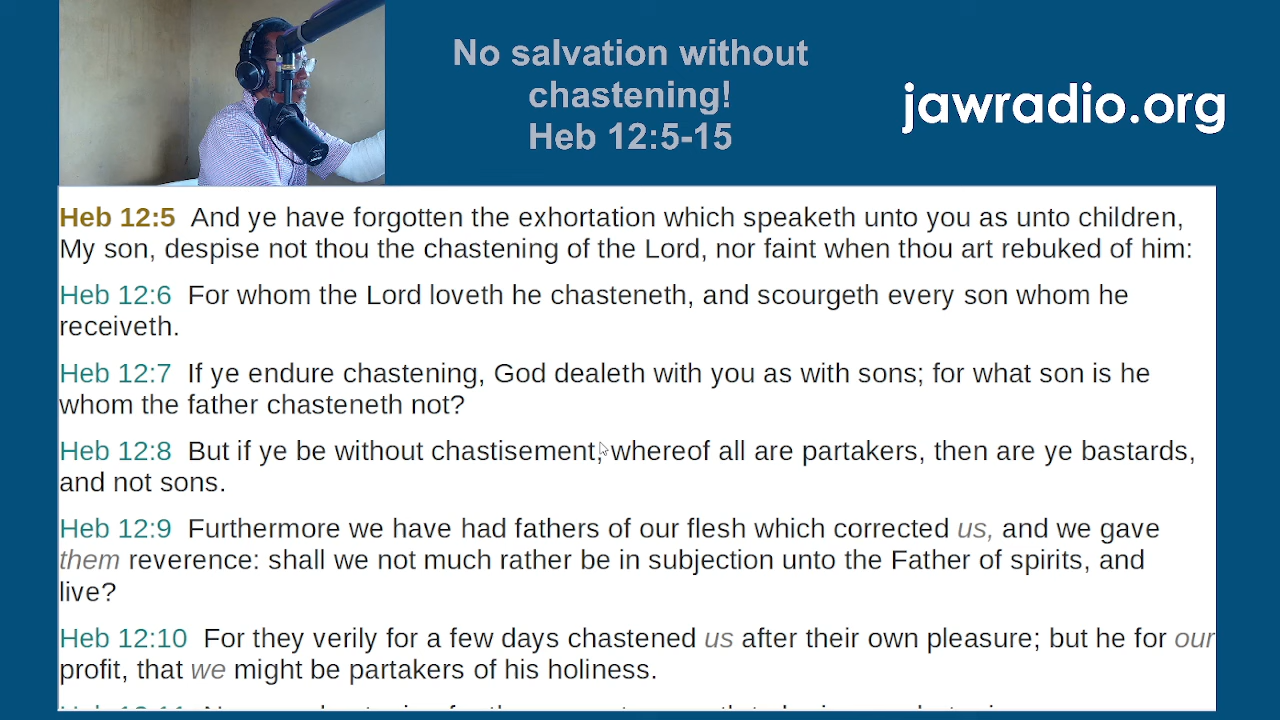 No salvation without
chastening!
Heb 12:5-15
jawradio.org
Heb 12:5 And ye have forgotten the exhortation which speaketh unto you as unto children,
My son, despise not thou the chastening of the Lord, nor faint when thou art rebuked of him:
Heb 12:6 For whom the Lord loveth he chasteneth, and scourgeth every son whom he
receiveth.
Heb 12:7 If ye endure chastening, God dealeth with you as with sons; for what son is he
whom the father chasteneth not?
Heb 12:8 But if ye be without chastisement, whereof all are partakers, then are ye bastards,
and not sons.
Heb 12:9 Furthermore we have had fathers of our flesh which corrected us, and we gave
them reverence: shall we not much rather be in subjection unto the Father of spirits, and
live?
Heb 12:10 For they verily for a few days chastened us after their own pleasure; but he for our
profit, that we might be partakers of his holiness.